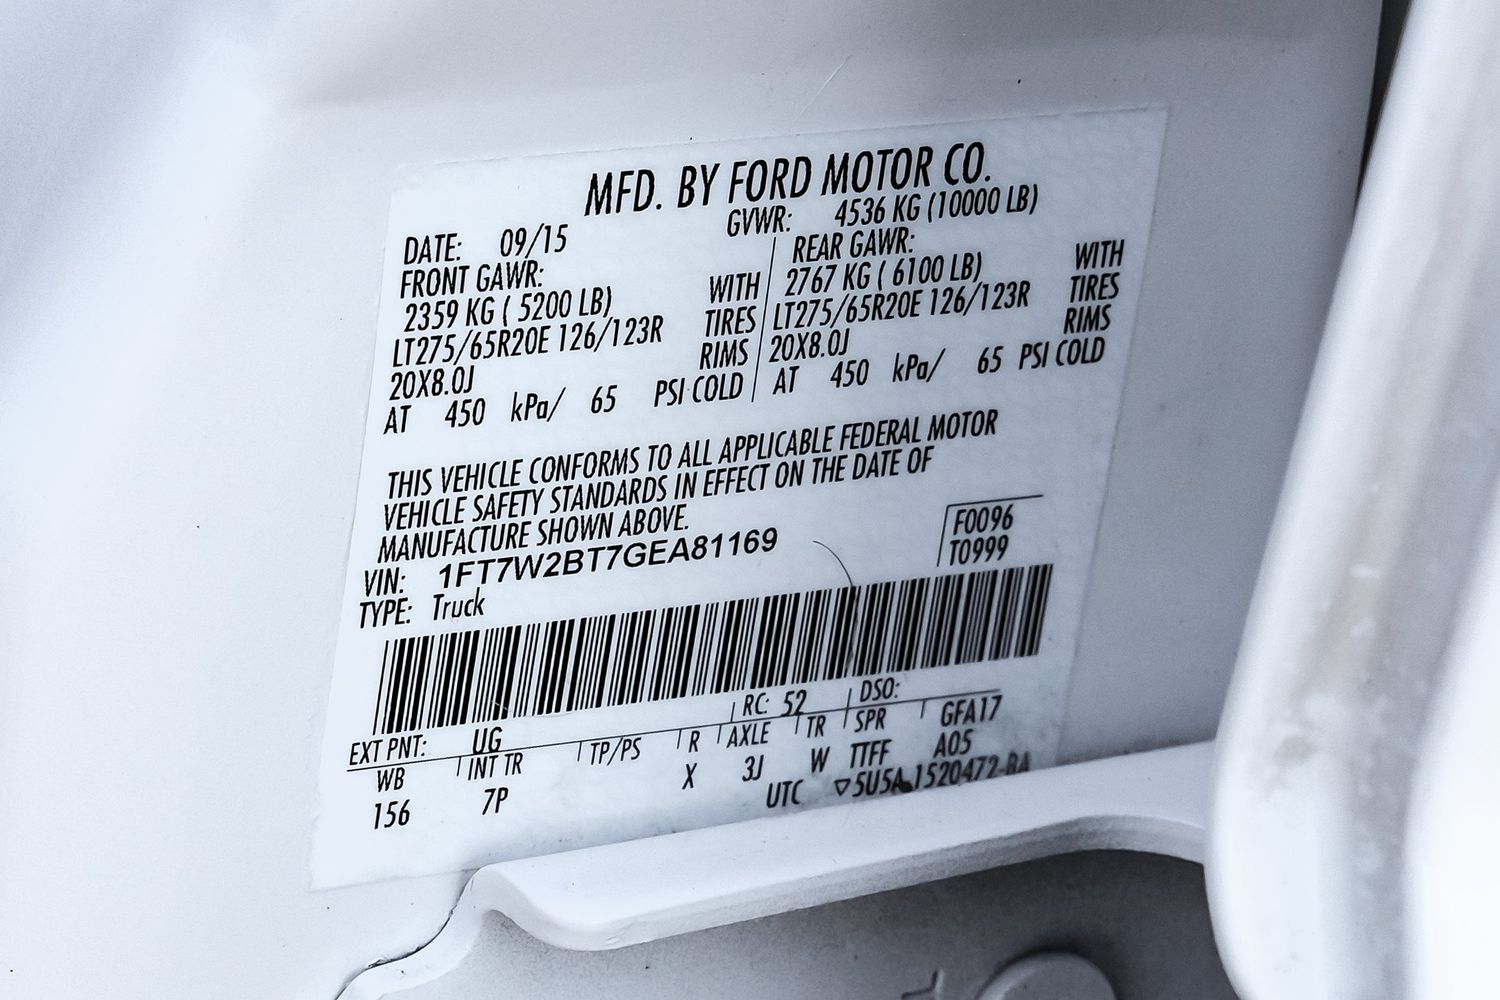 MFD. BY FORD MOTOR CO.
DATE: 09/15 GVWR: 4536 KG (10000 LB)
FRONT GAWR:
2359 KG ( 5200 LB) WITH
LT275/65R20E 126/123R TIRES
20X8.0J RIMS
AT 450 kPa/ 65 PSI COLD
REAR GAWR:
2767 KG ( 6100 LB) WITH
LT275/65R20E 126/123R TIRES
20X8.0J RIMS
AT 450 kPa/ 65 PSI COLD
THIS VEHICLE CONFORMS TO ALL APPLICABLE FEDERAL MOTOR
VEHICLE SAFETY STANDARDS IN EFFECT ON THE DATE OF
MANUFACTURE SHOWN ABOVE.
VIN: 1FT7W2BT7GEA81169
TYPE: Truck
F0096
T0999
EXT PNT: UG RC: 52 DSO:
WB INT TR TP/PS R AXLE TR SPR GFA17
156 7P X 3J W TTFF A05
UTC ▽5U5A-1520472-BA